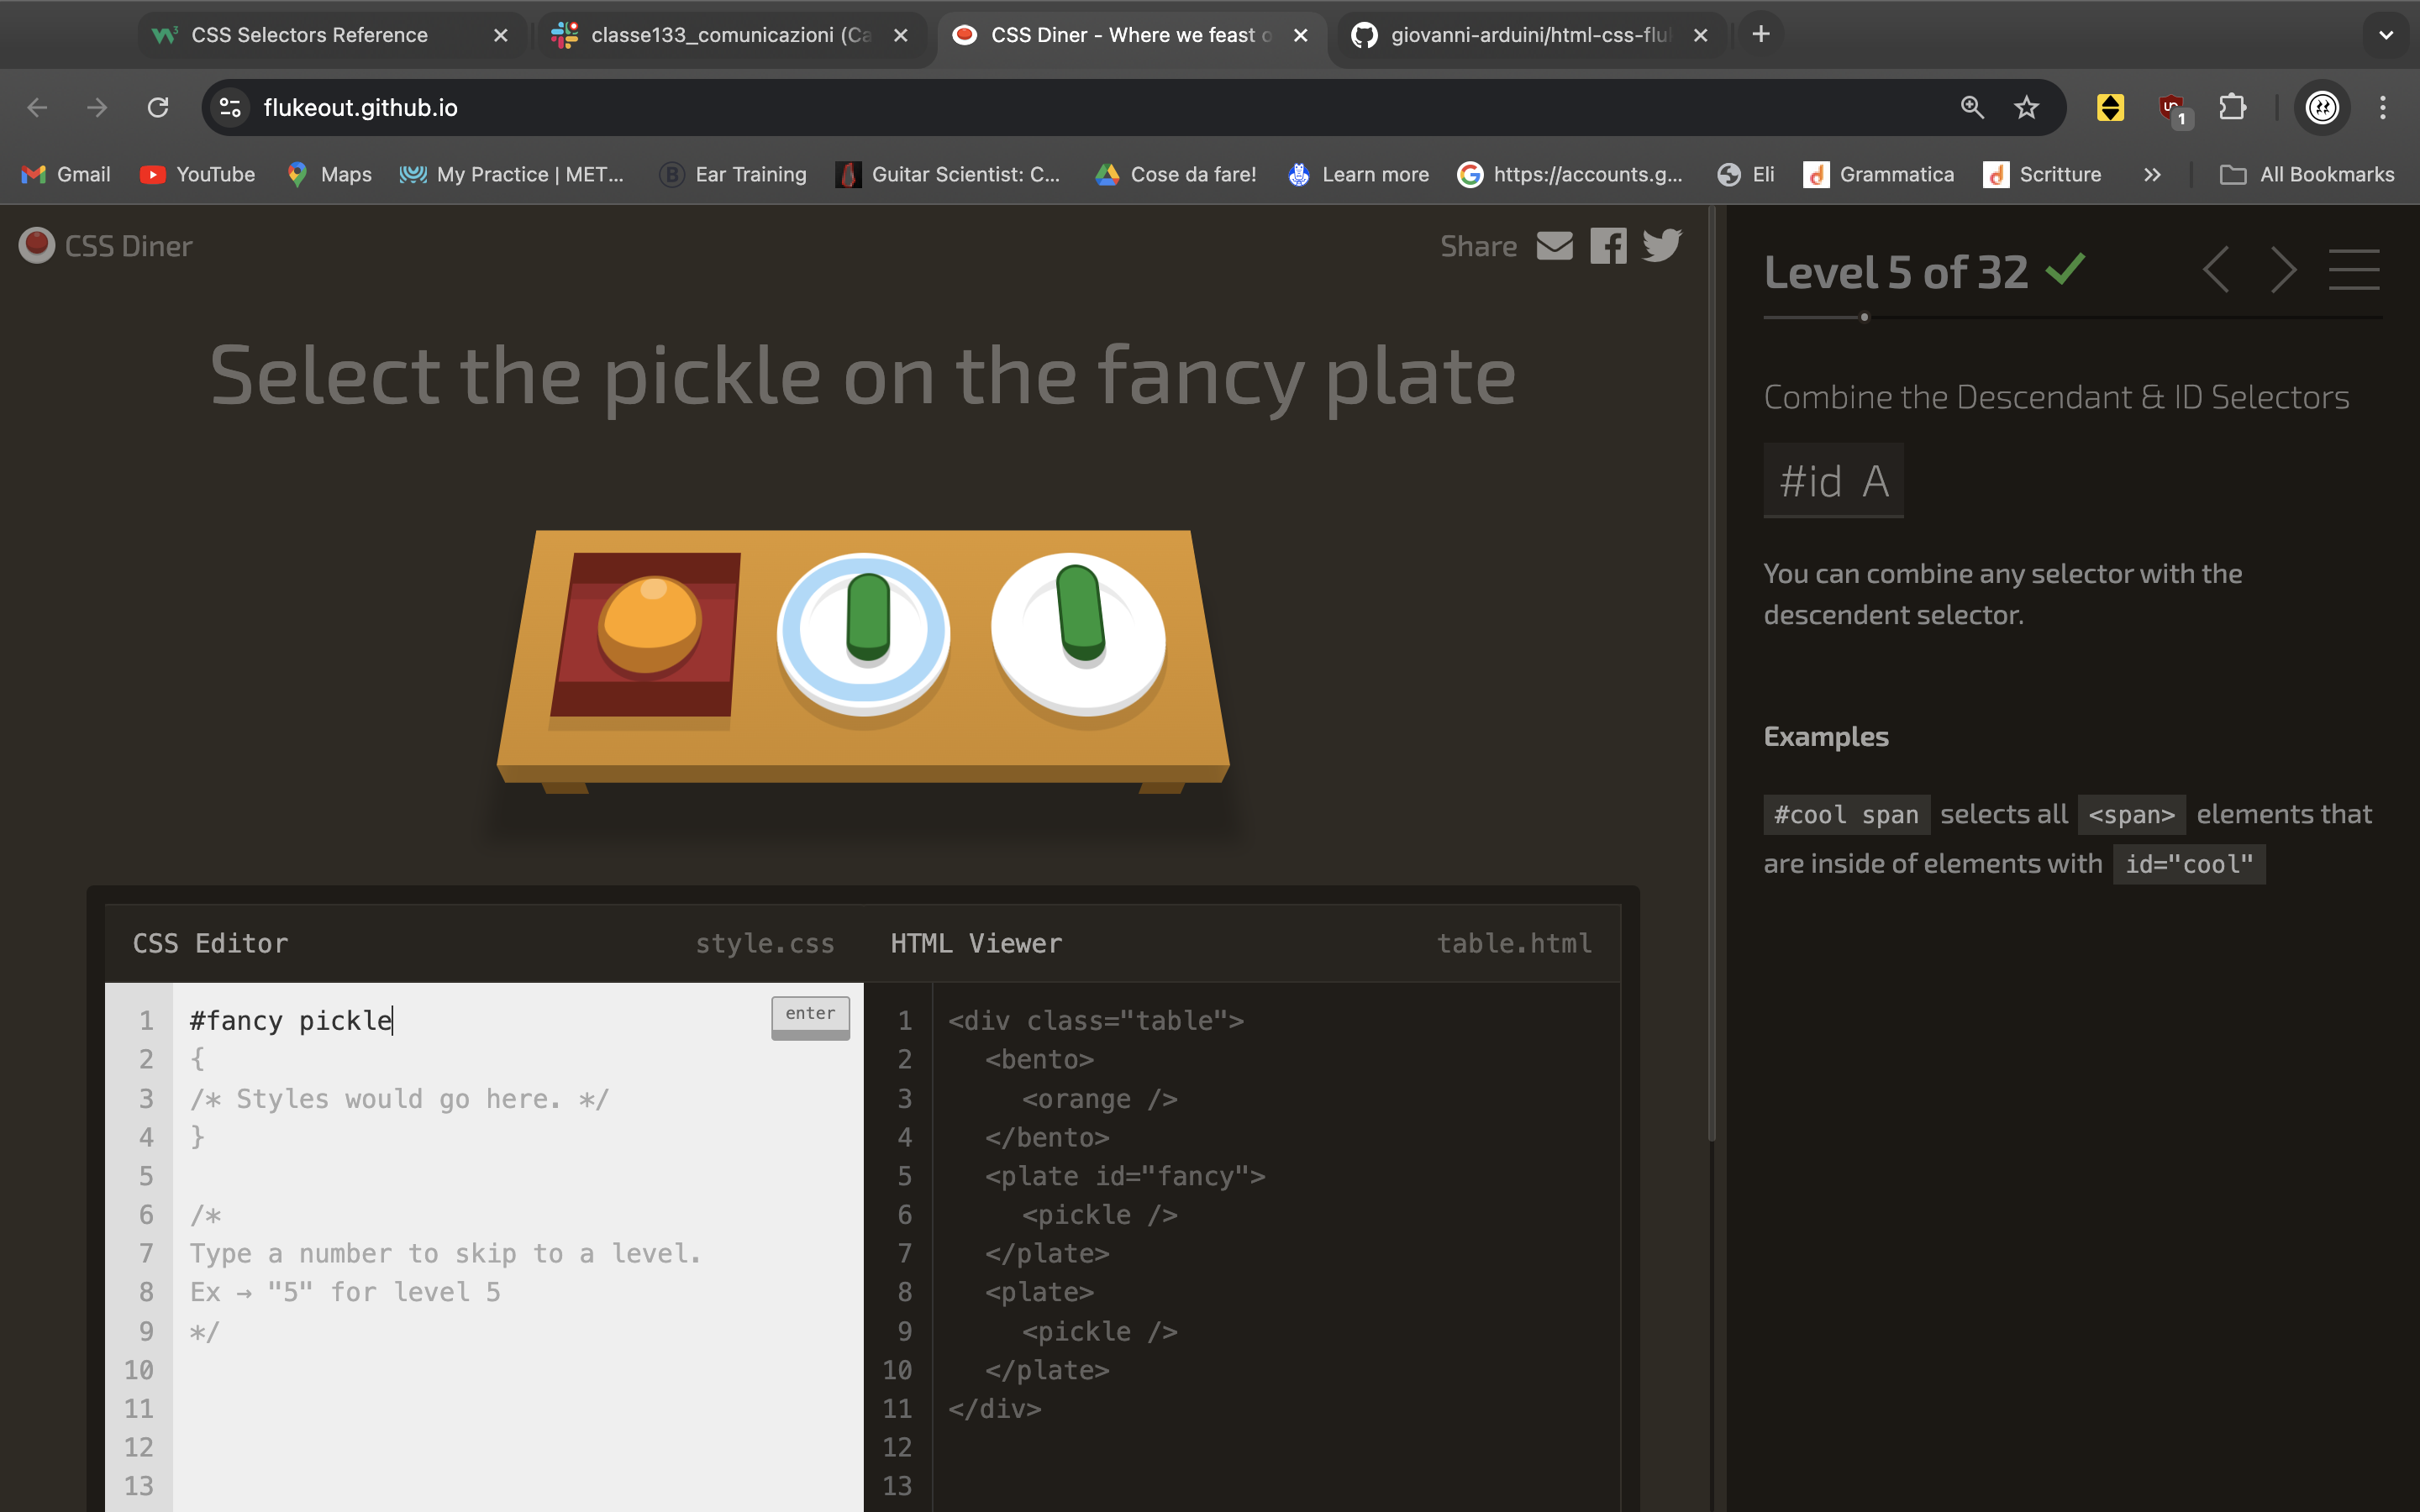 CSS Selectors Reference
classe133_comunicazioni (Ca
CSS Diner - Where we feast o
giovanni-arduini/html-css-flu
flukeout.github.io
1
Gmail
YouTube
Maps
My Practice | MET...
Ear Training
Guitar Scientist: C...
Cose da fare!
Learn more
https://accounts.g...
Eli
Grammatica
Scritture
All Bookmarks
CSS Diner
Share
Select the pickle on the fancy plate
CSS Editor
style.css
HTML Viewer
table.html
1 #fancy pickle
enter
2 {
3 /* Styles would go here. */
4 }
5
6 /*
7 Type a number to skip to a level.
8 Ex → "5" for level 5
9 */
10
11
12
13
1 <div class="table">
2 <bento>
3 <orange />
4 </bento>
5 <plate id="fancy">
6 <pickle />
7 </plate>
8 <plate>
9 <pickle />
10 </plate>
11 </div>
12
13
Level 5 of 32
Combine the Descendant & ID Selectors
#id A
You can combine any selector with the
descendent selector.
Examples
#cool span selects all <span> elements that
are inside of elements with id="cool"